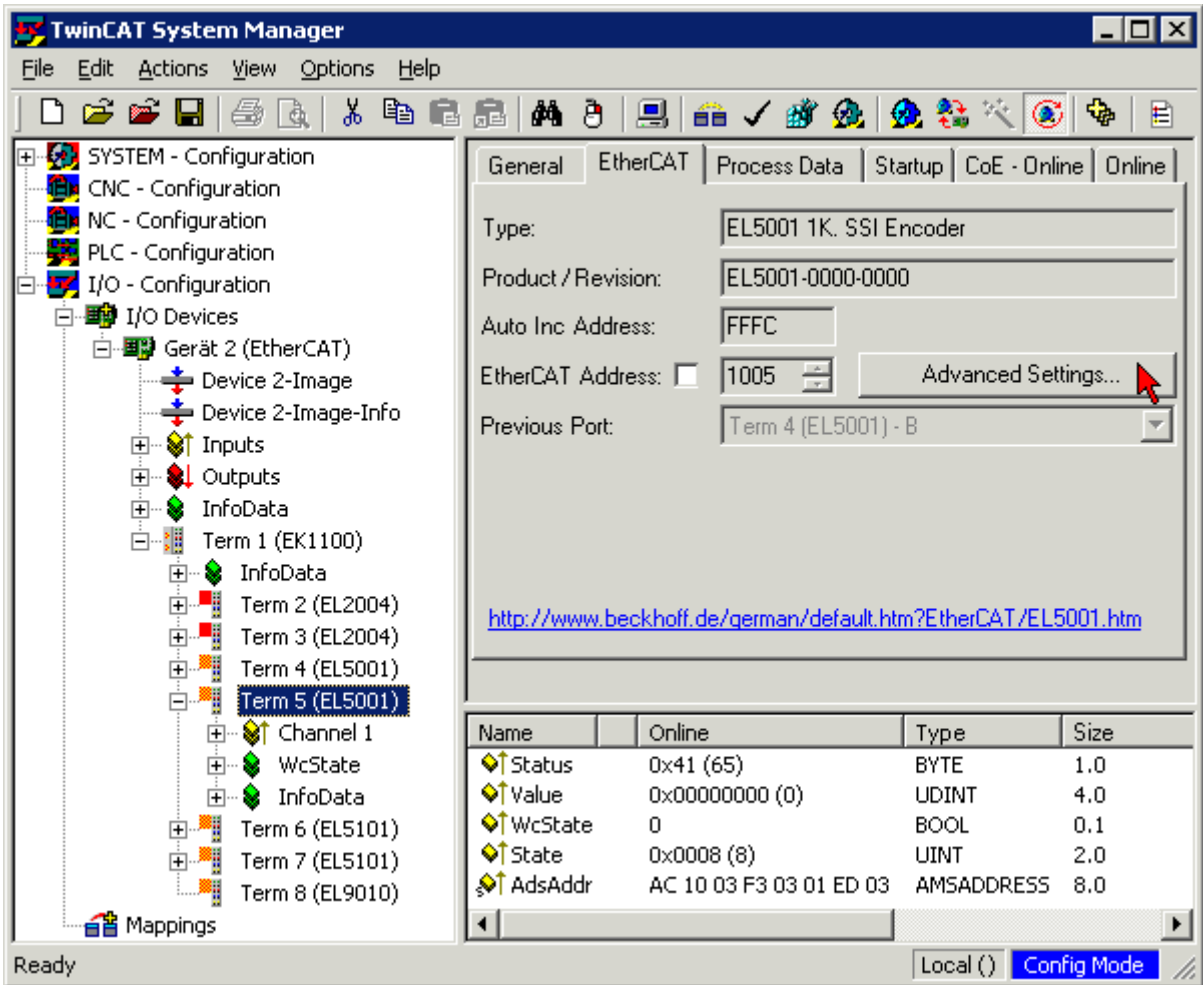 TwinCAT System Manager
File Edit Actions View Options Help
SYSTEM - Configuration
CNC - Configuration
NC - Configuration
PLC - Configuration
I/O - Configuration
I/O Devices
Gerät 2 (EtherCAT)
Device 2-Image
Device 2-Image-Info
Inputs
Outputs
InfoData
Term 1 (EK1100)
InfoData
Term 2 (EL2004)
Term 3 (EL2004)
Term 4 (EL5001)
Term 5 (EL5001)
Channel 1
WcState
InfoData
Term 6 (EL5101)
Term 7 (EL5101)
Term 8 (EL9010)
Mappings
General EtherCAT Process Data Startup CoE - Online Online
Type: EL5001 1K. SSI Encoder
Product / Revision: EL5001-0000-0000
Auto Inc Address: FFFC
EtherCAT Address: 1005 Advanced Settings...
Previous Port: Term 4 (EL5001) - B
http://www.beckhoff.de/german/default.htm?EtherCAT/EL5001.htm
Name Online Type Size
Status 0x41 (65) BYTE 1.0
Value 0x00000000 (0) UDINT 4.0
WcState 0 BOOL 0.1
State 0x0008 (8) UINT 2.0
AdsAddr AC 10 03 F3 03 01 ED 03 AMSADDRESS 8.0
Ready Local () Config Mode